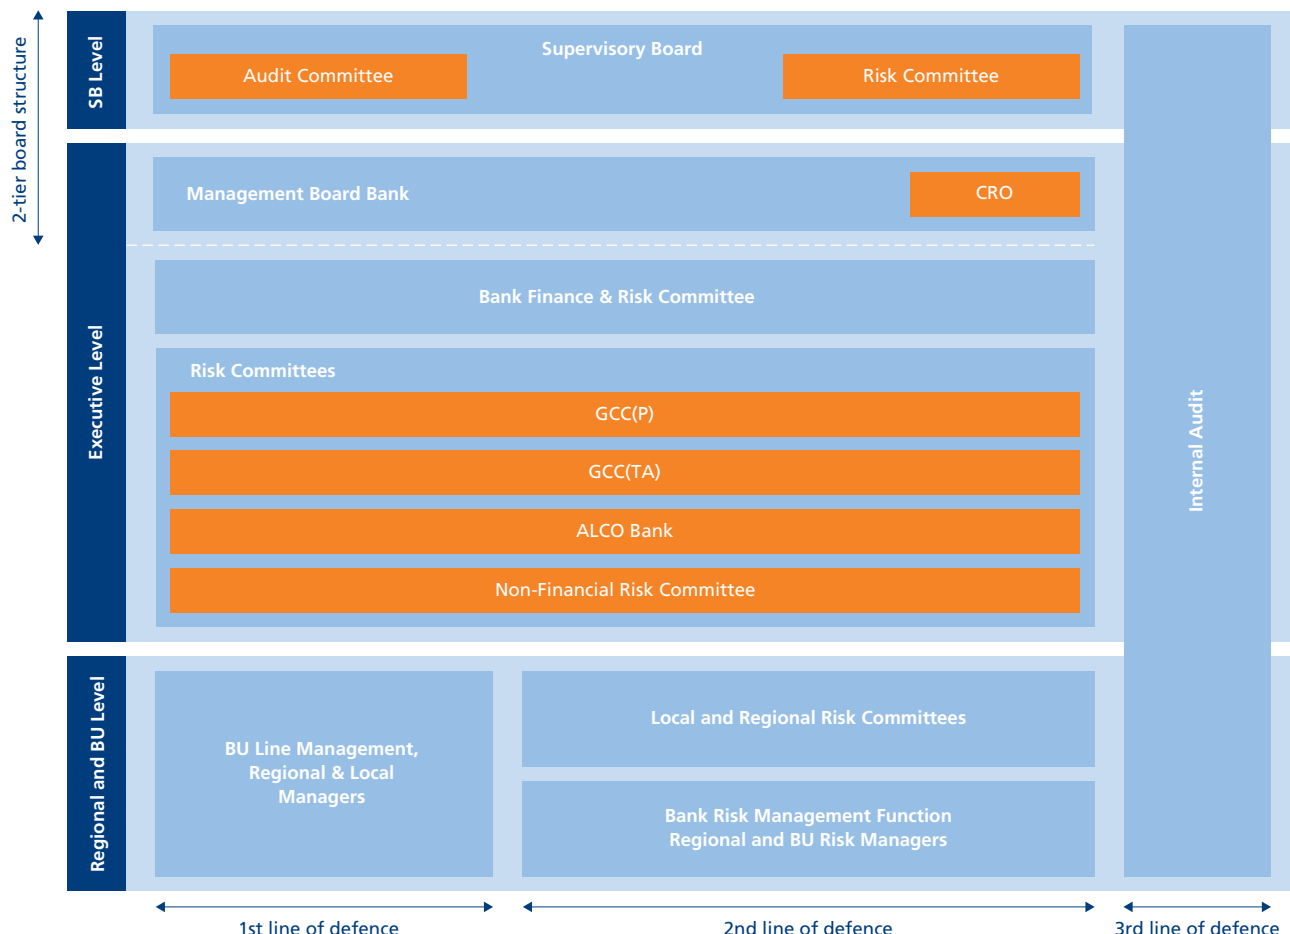 2-tier board structure
SB Level
Supervisory Board
Audit Committee
Risk Committee
Executive Level
Management Board Bank
CRO
Bank Finance & Risk Committee
Risk Committees
GCC(P)
GCC(TA)
ALCO Bank
Non-Financial Risk Committee
Internal Audit
Regional and BU Level
BU Line Management,
Regional & Local
Managers
Local and Regional Risk Committees
Bank Risk Management Function
Regional and BU Risk Managers
1st line of defence
2nd line of defence
3rd line of defence